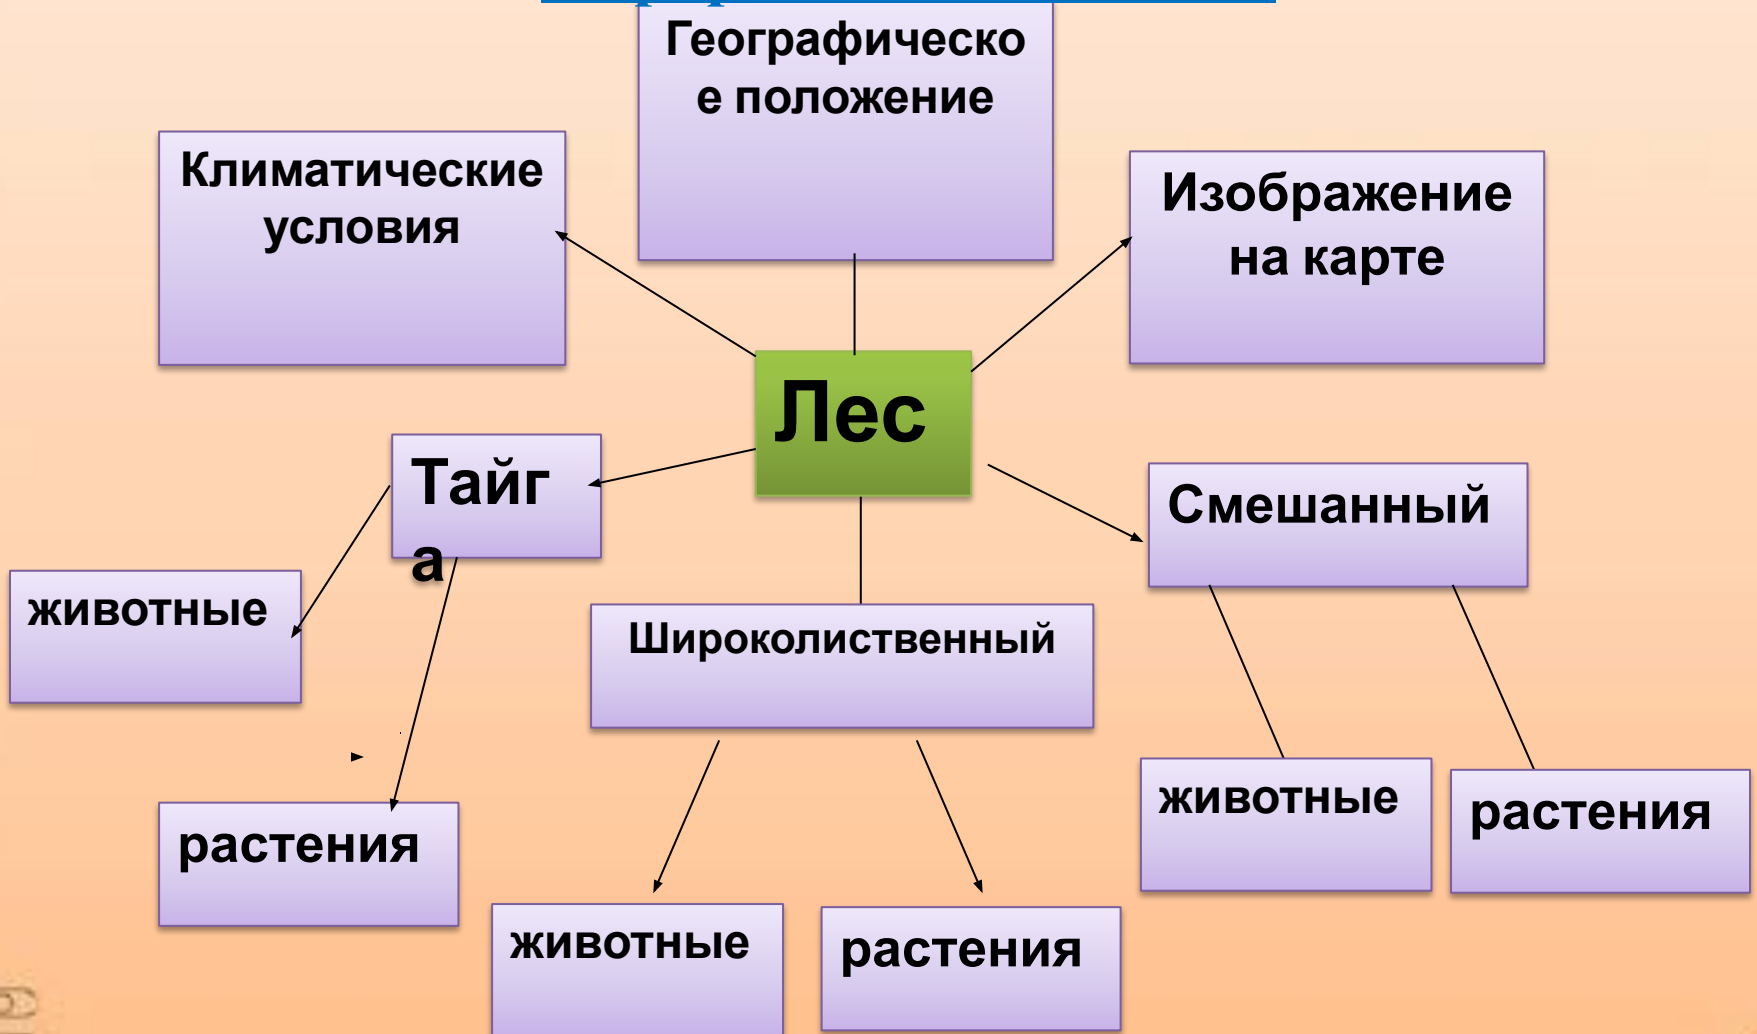 Географическо
е положение
Климатические
условия
Изображение
на карте
Лес
Тайг
а
Смешанный
животные
Широколиственный
растения
животные
растения
животные
растения